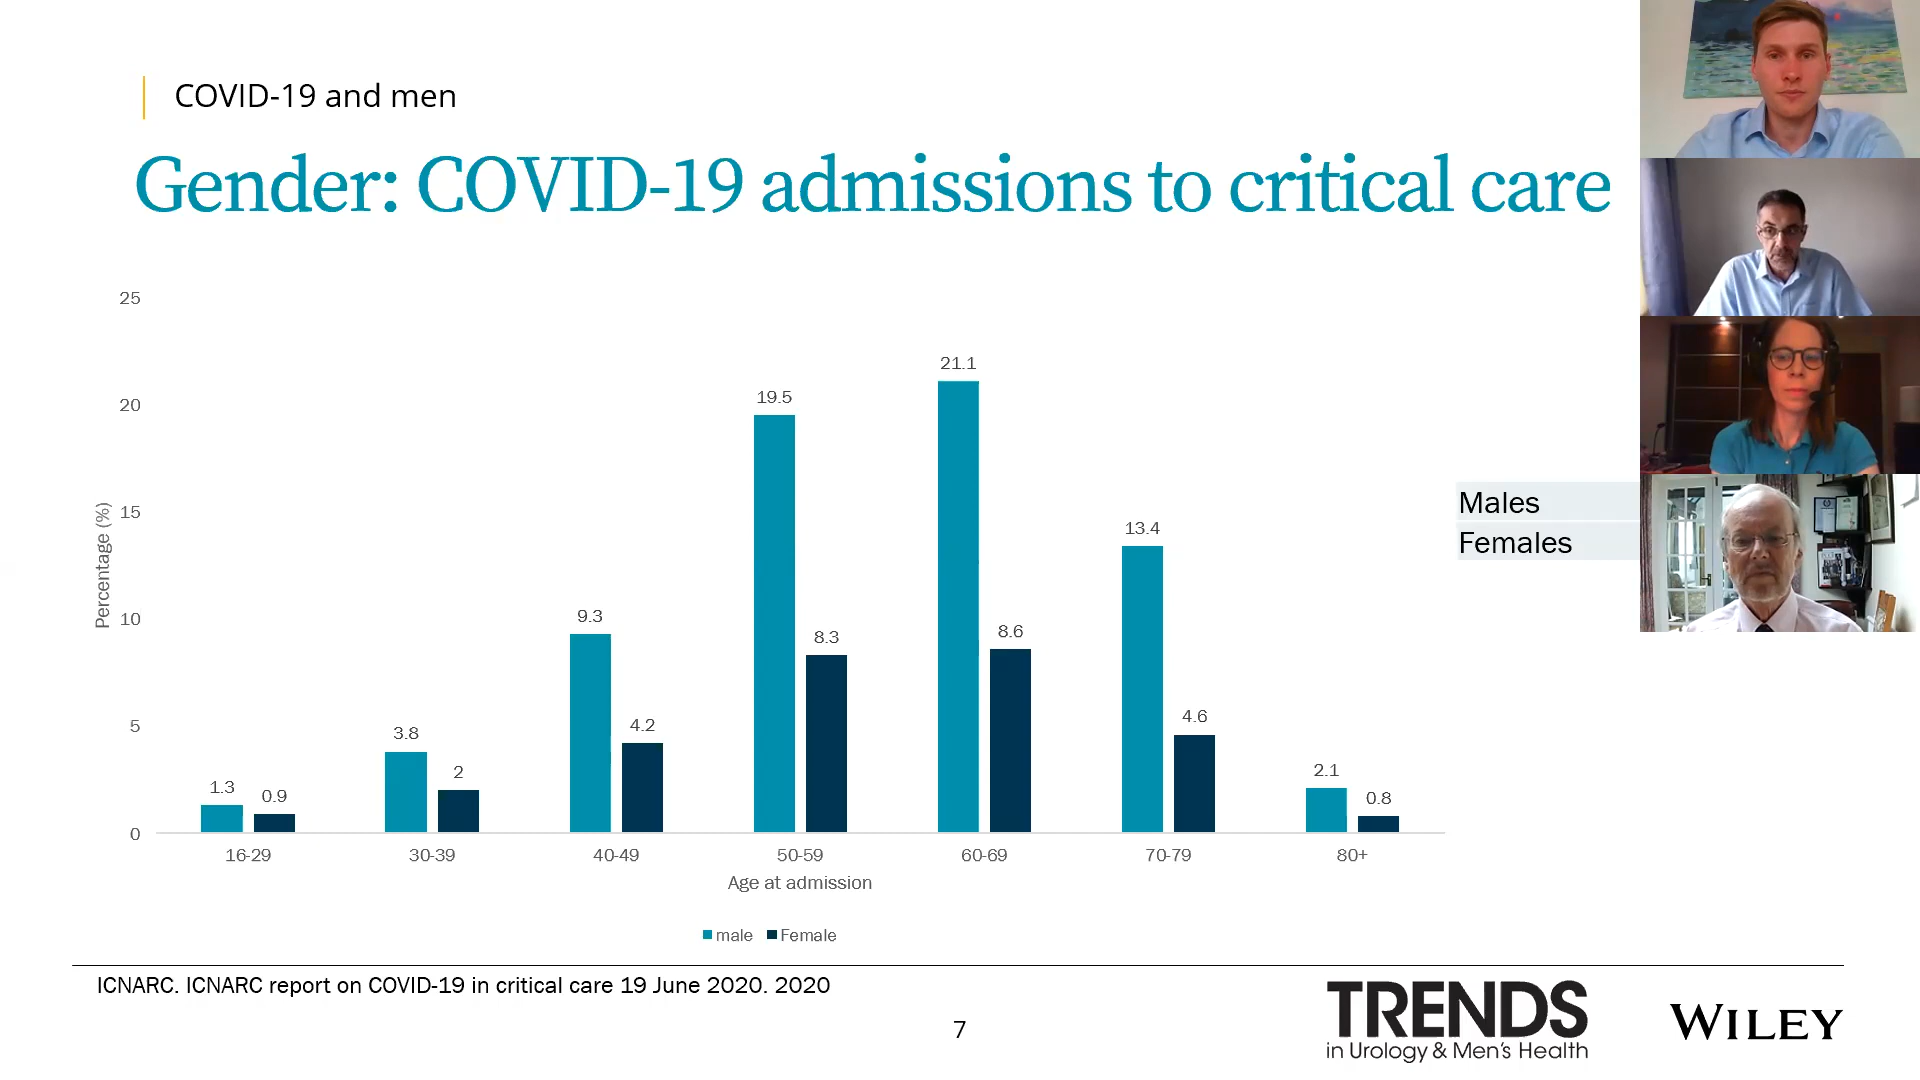 COVID-19 and men
Gender: COVID-19 admissions to critical care
Percentage (%)
25
20
15
10
5
0
1.3
0.9
3.8
2
9.3
4.2
19.5
8.3
21.1
8.6
13.4
4.6
2.1
0.8
16-29
30-39
40-49
50-59
60-69
70-79
80+
Age at admission
male
Female
Males
Females
ICNARC. ICNARC report on COVID-19 in critical care 19 June 2020. 2020
7
TRENDS
in Urology & Men's Health
WILEY